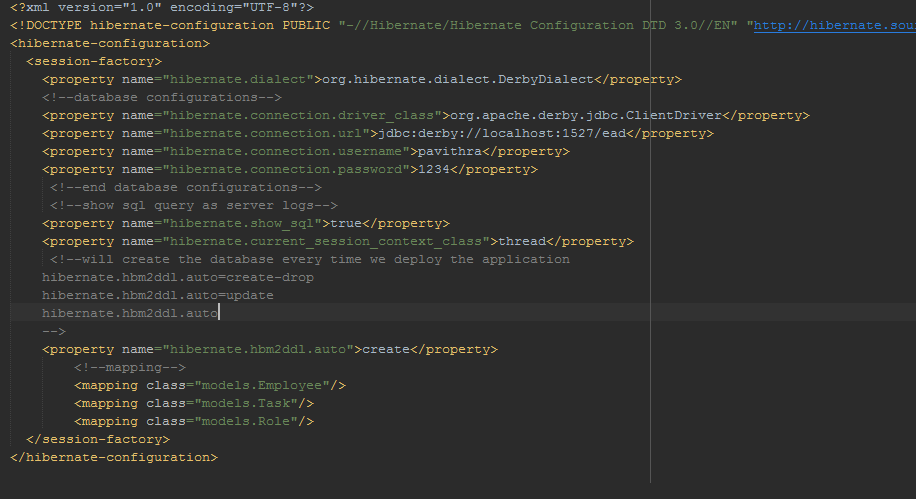 <?xml version="1.0" encoding="UTF-8"?>
<!DOCTYPE hibernate-configuration PUBLIC "-//Hibernate/Hibernate Configuration DTD 3.0//EN" "http://hibernate.sou
<hibernate-configuration>
<session-factory>
<property name="hibernate.dialect">org.hibernate.dialect.DerbyDialect</property>
<!--database configurations-->
<property name="hibernate.connection.driver_class">org.apache.derby.jdbc.ClientDriver</property>
<property name="hibernate.connection.url">jdbc:derby://localhost:1527/ead</property>
<property name="hibernate.connection.username">pavithra</property>
<property name="hibernate.connection.password">1234</property>
<!--end database configurations-->
<!--show sql query as server logs-->
<property name="hibernate.show_sql">true</property>
<property name="hibernate.current_session_context_class">thread</property>
<!--will create the database every time we deploy the application
hibernate.hbm2ddl.auto=create-drop
hibernate.hbm2ddl.auto=update
hibernate.hbm2ddl.auto
-->
<property name="hibernate.hbm2ddl.auto">create</property>
<!--mapping-->
<mapping class="models.Employee"/>
<mapping class="models.Task"/>
<mapping class="models.Role"/>
</session-factory>
</hibernate-configuration>